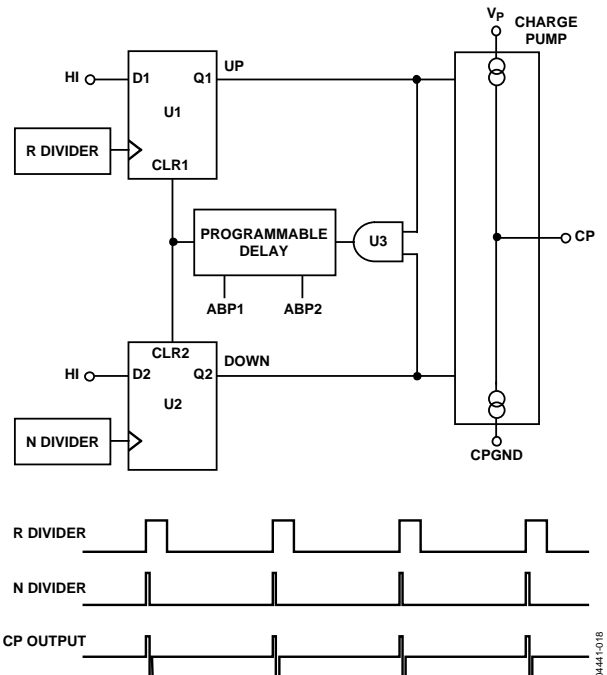 VP
CHARGE
PUMP
UP
HI
D1
Q1
U1
R DIVIDER
CLR1
PROGRAMMABLE
DELAY
U3
CP
ABP1
ABP2
CLR2
DOWN
HI
D2
Q2
U2
N DIVIDER
CPGND
R DIVIDER
N DIVIDER
CP OUTPUT
04441-018